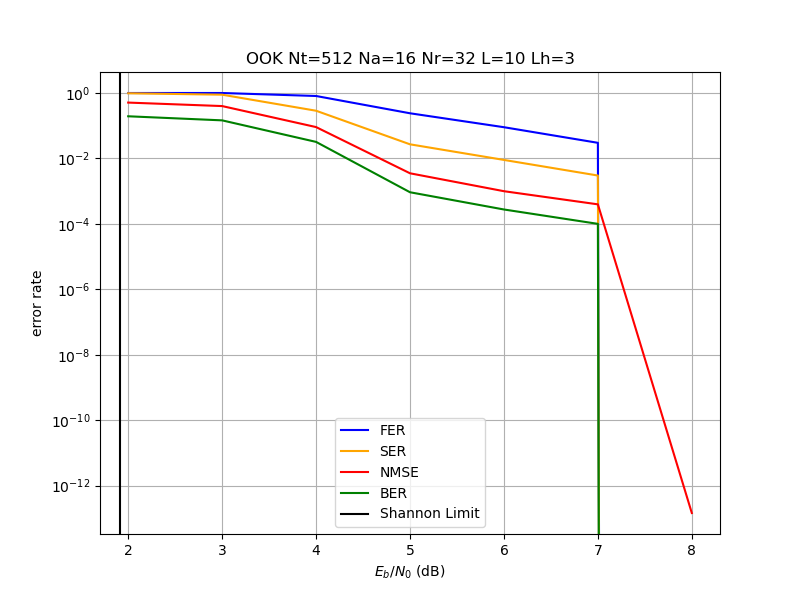 OOK Nt=512 Na=16 Nr=32 L=10 Lh=3
error rate
10^0
10^-2
10^-4
10^-6
10^-8
10^-10
10^-12
FER
SER
NMSE
BER
Shannon Limit
2 3 4 5 6 7 8
E_b/N_0 (dB)